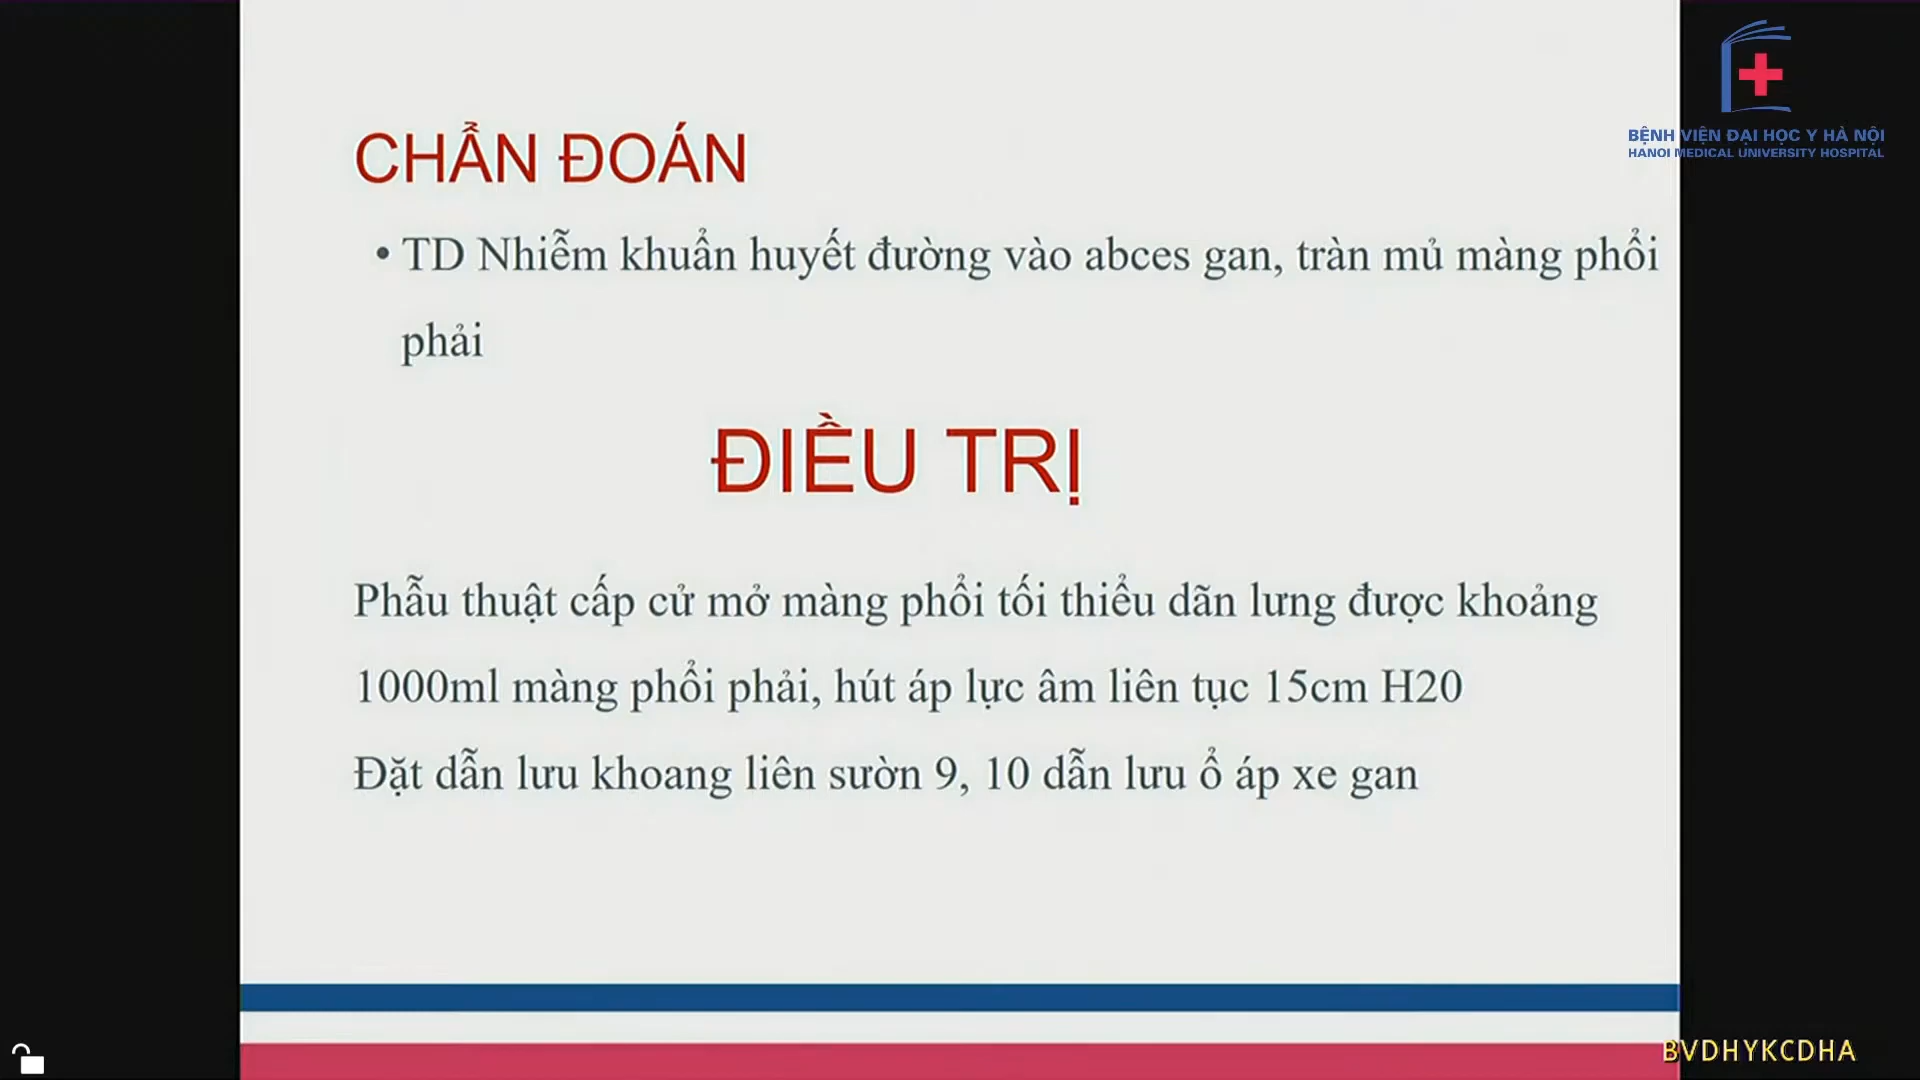 BỆNH VIỆN ĐẠI HỌC Y HÀ NỘI
HANOI MEDICAL UNIVERSITY HOSPITAL
CHẨN ĐOÁN
• TD Nhiễm khuẩn huyết đường vào abces gan, tràn mủ màng phổi
phải
ĐIỀU TRỊ
Phẫu thuật cấp cử mở màng phổi tối thiểu dãn lưng được khoảng
1000ml màng phổi phải, hút áp lực âm liên tục 15cm H20
Đặt dẫn lưu khoang liên sườn 9, 10 dẫn lưu ổ áp xe gan
BVDHYKCDHA